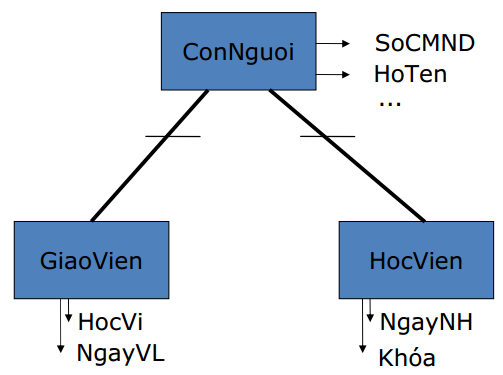 ConNguoi
SoCMND
HoTen
...
GiaoVien
HocVien
HocVi
NgayVL
NgayNH
Khóa